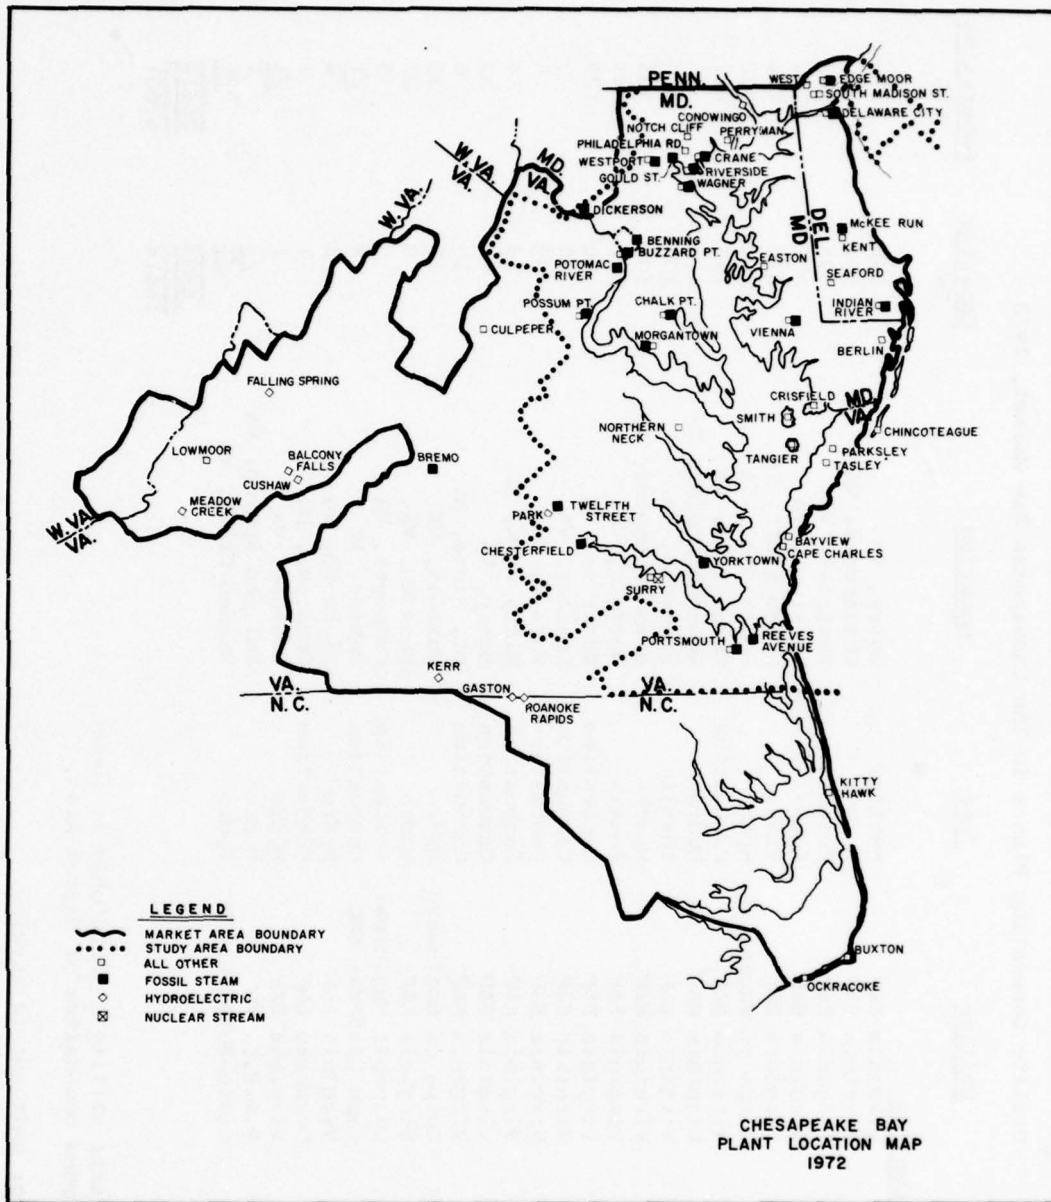 PENN.
MD.
WEST
EDGE MOOR
SOUTH MADISON ST.
DELAWARE CITY
CONOWINGO
NOTCH CLIFF
PERRYMAN
PHILADELPHIA RD.
WESTPORT
CRANE
GOULD ST.
RIVERSIDE
WAGNER
W. VA.
VA.
MD.
VA.
W. VA.
DICKERSON
DEL.
MD
McKEE RUN
KENT
BENNING
BUZZARD PT.
POTOMAC
RIVER
EASTON
SEAFORD
POSSUM PT.
CHALK PT.
INDIAN
RIVER
CULPEPER
VIENNA
MORGANTOWN
BERLIN
FALLING SPRING
CRISFIELD
MD.
VA.
SMITH
CHINCOTEAGUE
NORTHERN
NECK
TANGIER
PARKSLEY
TASLEY
LOWMOOR
BALCONY
FALLS
CUSHAW
BREMO
MEADOW
CREEK
W. VA.
VA.
PARK
TWELFTH
STREET
BAYVIEW
CAPE CHARLES
CHESTERFIELD
YORKTOWN
SURRY
PORTSMOUTH
REEVES
AVENUE
KERR
VA.
N. C.
GASTON
ROANOKE
RAPIDS
VA.
N. C.
KITTY
HAWK
BUXTON
OCKRACOKE
LEGEND
MARKET AREA BOUNDARY
STUDY AREA BOUNDARY
ALL OTHER
FOSSIL STEAM
HYDROELECTRIC
NUCLEAR STREAM
CHESAPEAKE BAY
PLANT LOCATION MAP
1972